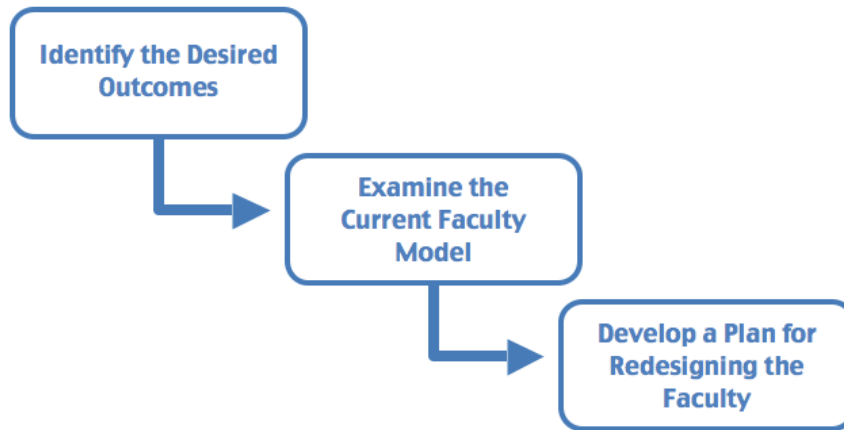 Identify the Desired
Outcomes
Examine the
Current Faculty
Model
Develop a Plan for
Redesigning the
Faculty